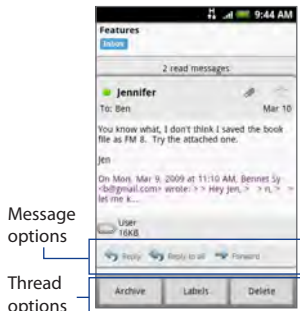 9:44 AM
Features
Inbox
2 read messages
Jennifer
To: Ben
Mar 10
You know what, I don't think I saved the book
file as FM 8. Try the attached one.
Jen
On Mon, Mar 9, 2009 at 11:10 AM, Bennet Sy
<b@gmail.com> wrote: > > Hey Jen, > > n, > >
let me k...
User
16KB
Message
options
Reply
Reply to all
Forward
Thread
options
Archive
Labels
Delete